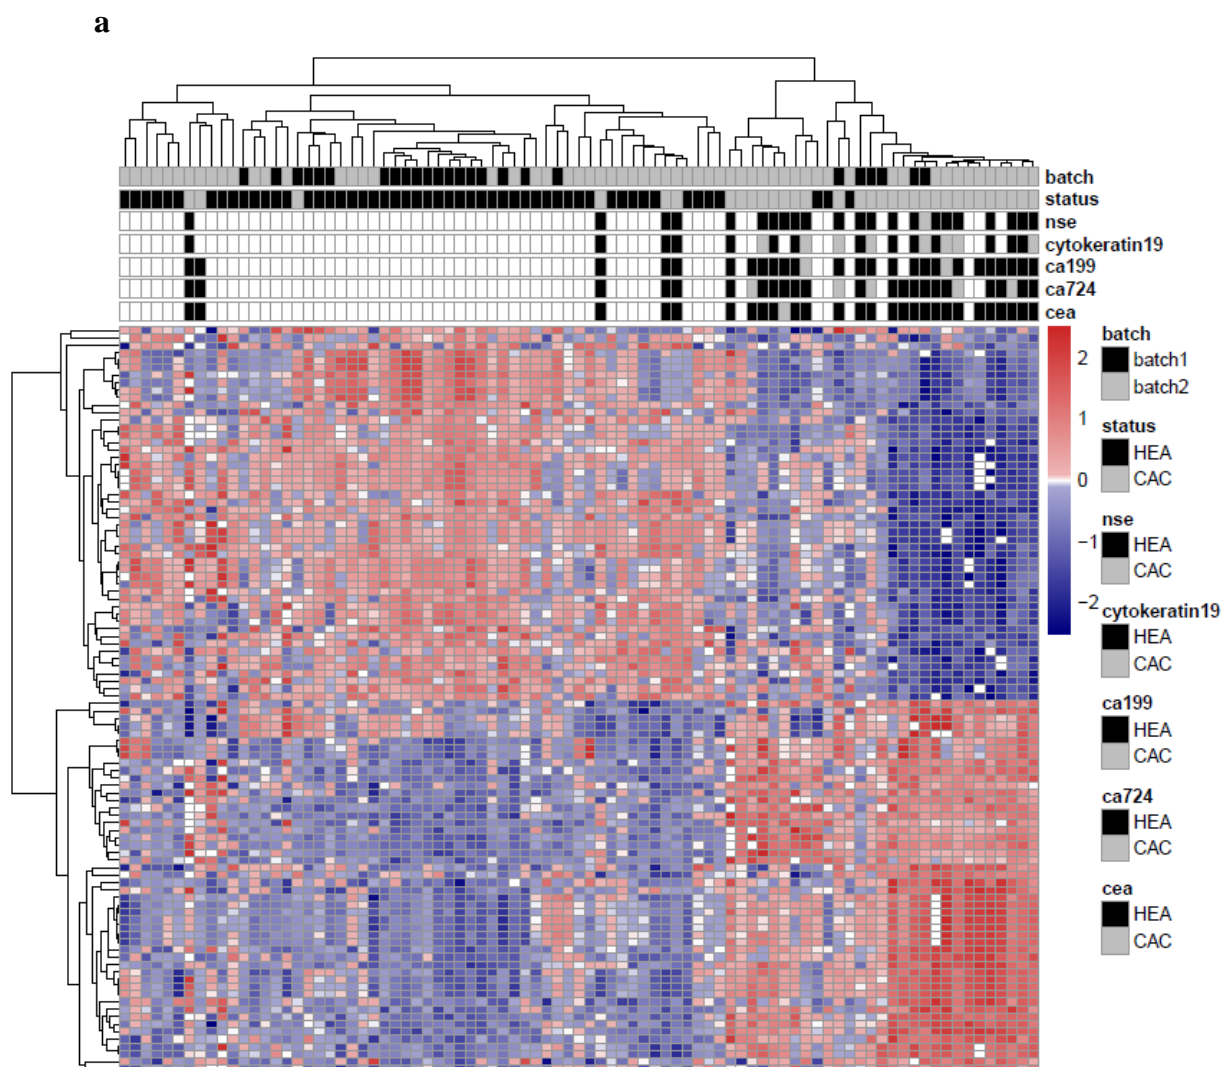 a
batch
status
nse
cytokeratin19
ca199
ca724
cea
2
1
0
−1
−2
batch
batch1
batch2
status
HEA
CAC
nse
HEA
CAC
cytokeratin19
HEA
CAC
ca199
HEA
CAC
ca724
HEA
CAC
cea
HEA
CAC